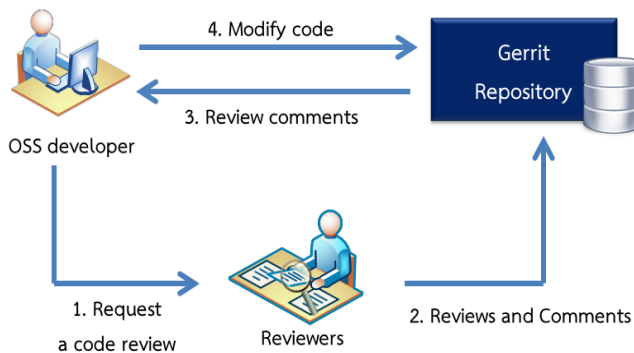 4. Modify code
Gerrit
Repository
3. Review comments
OSS developer
1. Request
a code review
Reviewers
2. Reviews and Comments